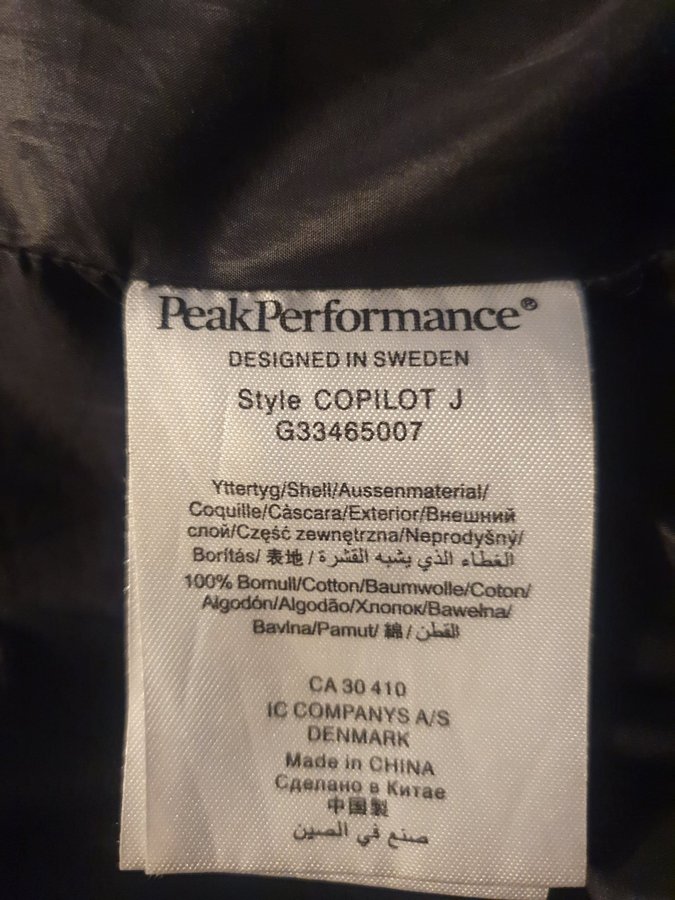 PeakPerformance®
DESIGNED IN SWEDEN
Style COPILOT J
G33465007
Yttertyg/Shell/Aussenmaterial/
Coquille/Càscara/Exterior/Внешний
слой/Część zewnętrzna/Neprodyšný/
Borítás/ 表地 / الغطاء الذي يشبه القشرة
100% Bomull/Cotton/Baumwolle/Coton/
Algodón/Algodão/Хлопок/Bawełna/
Bavlna/Pamut/ 綿 / القطن
CA 30 410
IC COMPANYS A/S
DENMARK
Made in CHINA
Сделано в Китае
中国製
صنع في الصين